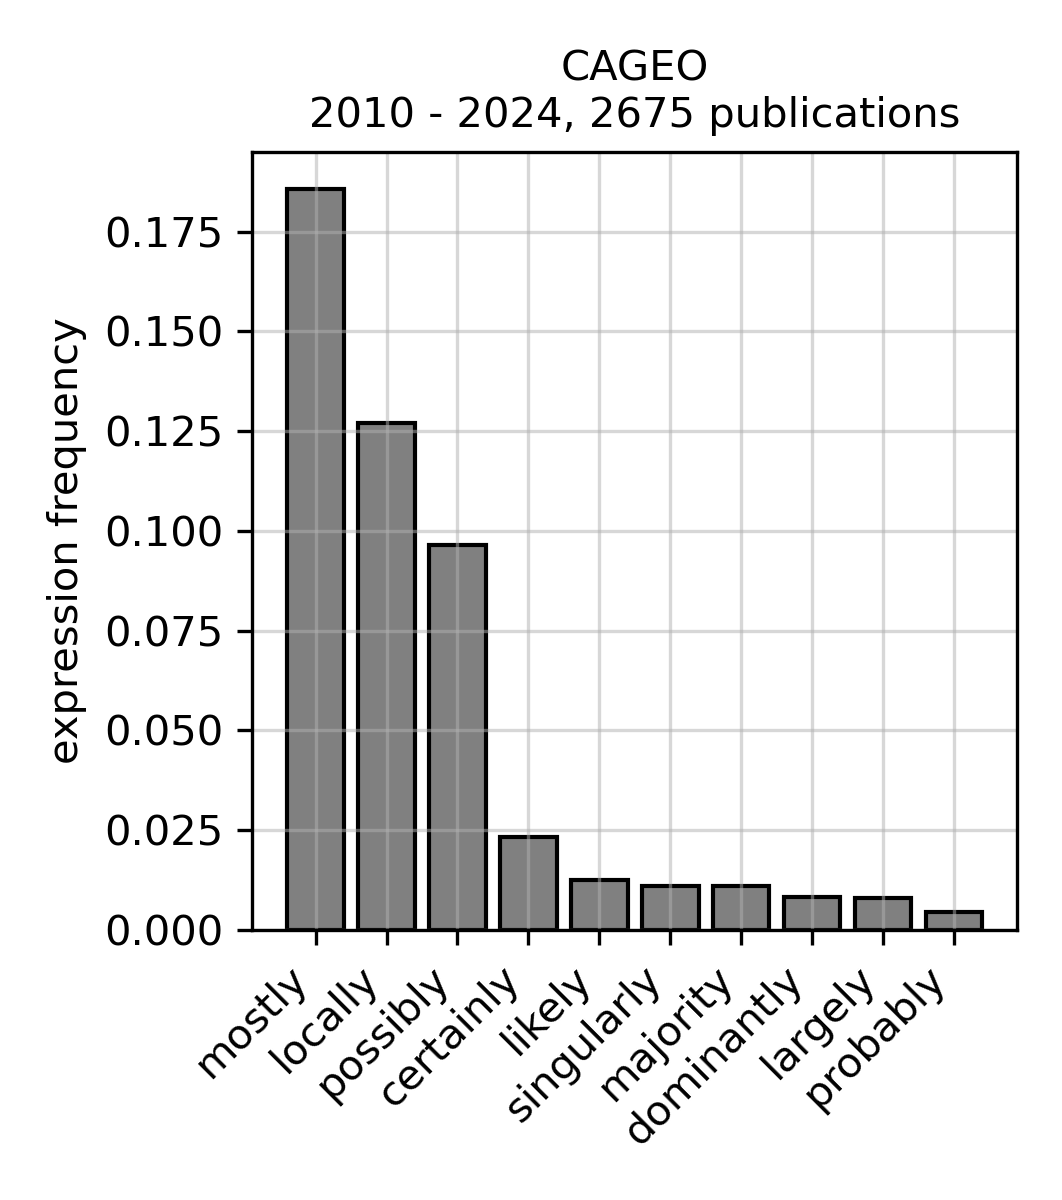 CAGEO
2010 - 2024, 2675 publications
expression frequency
0.175
0.150
0.125
0.100
0.075
0.050
0.025
0.000
mostly
locally
possibly
certainly
likely
singularly
majority
dominantly
largely
probably